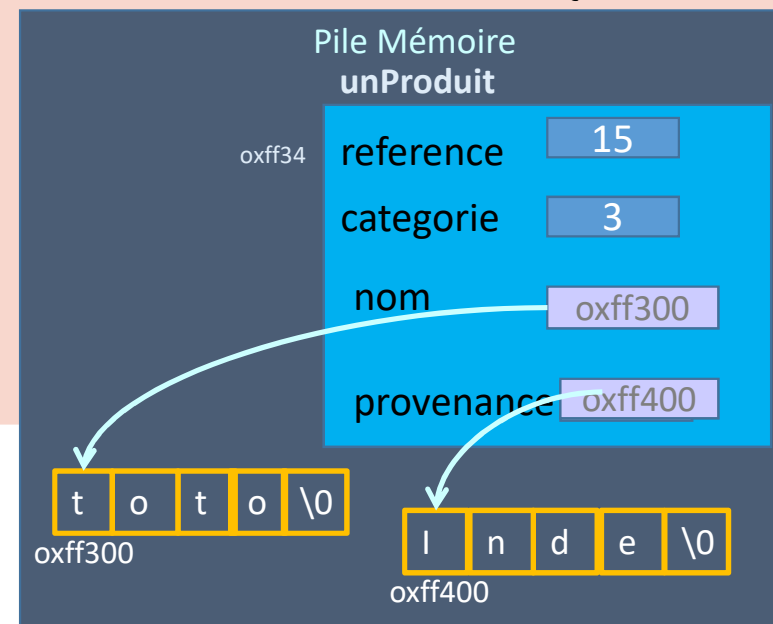 Pile Mémoire
unProduit
oxff34 reference 15
categorie 3
nom oxff300
provenance oxff400
t o t o \0
oxff300
I n d e \0
oxff400